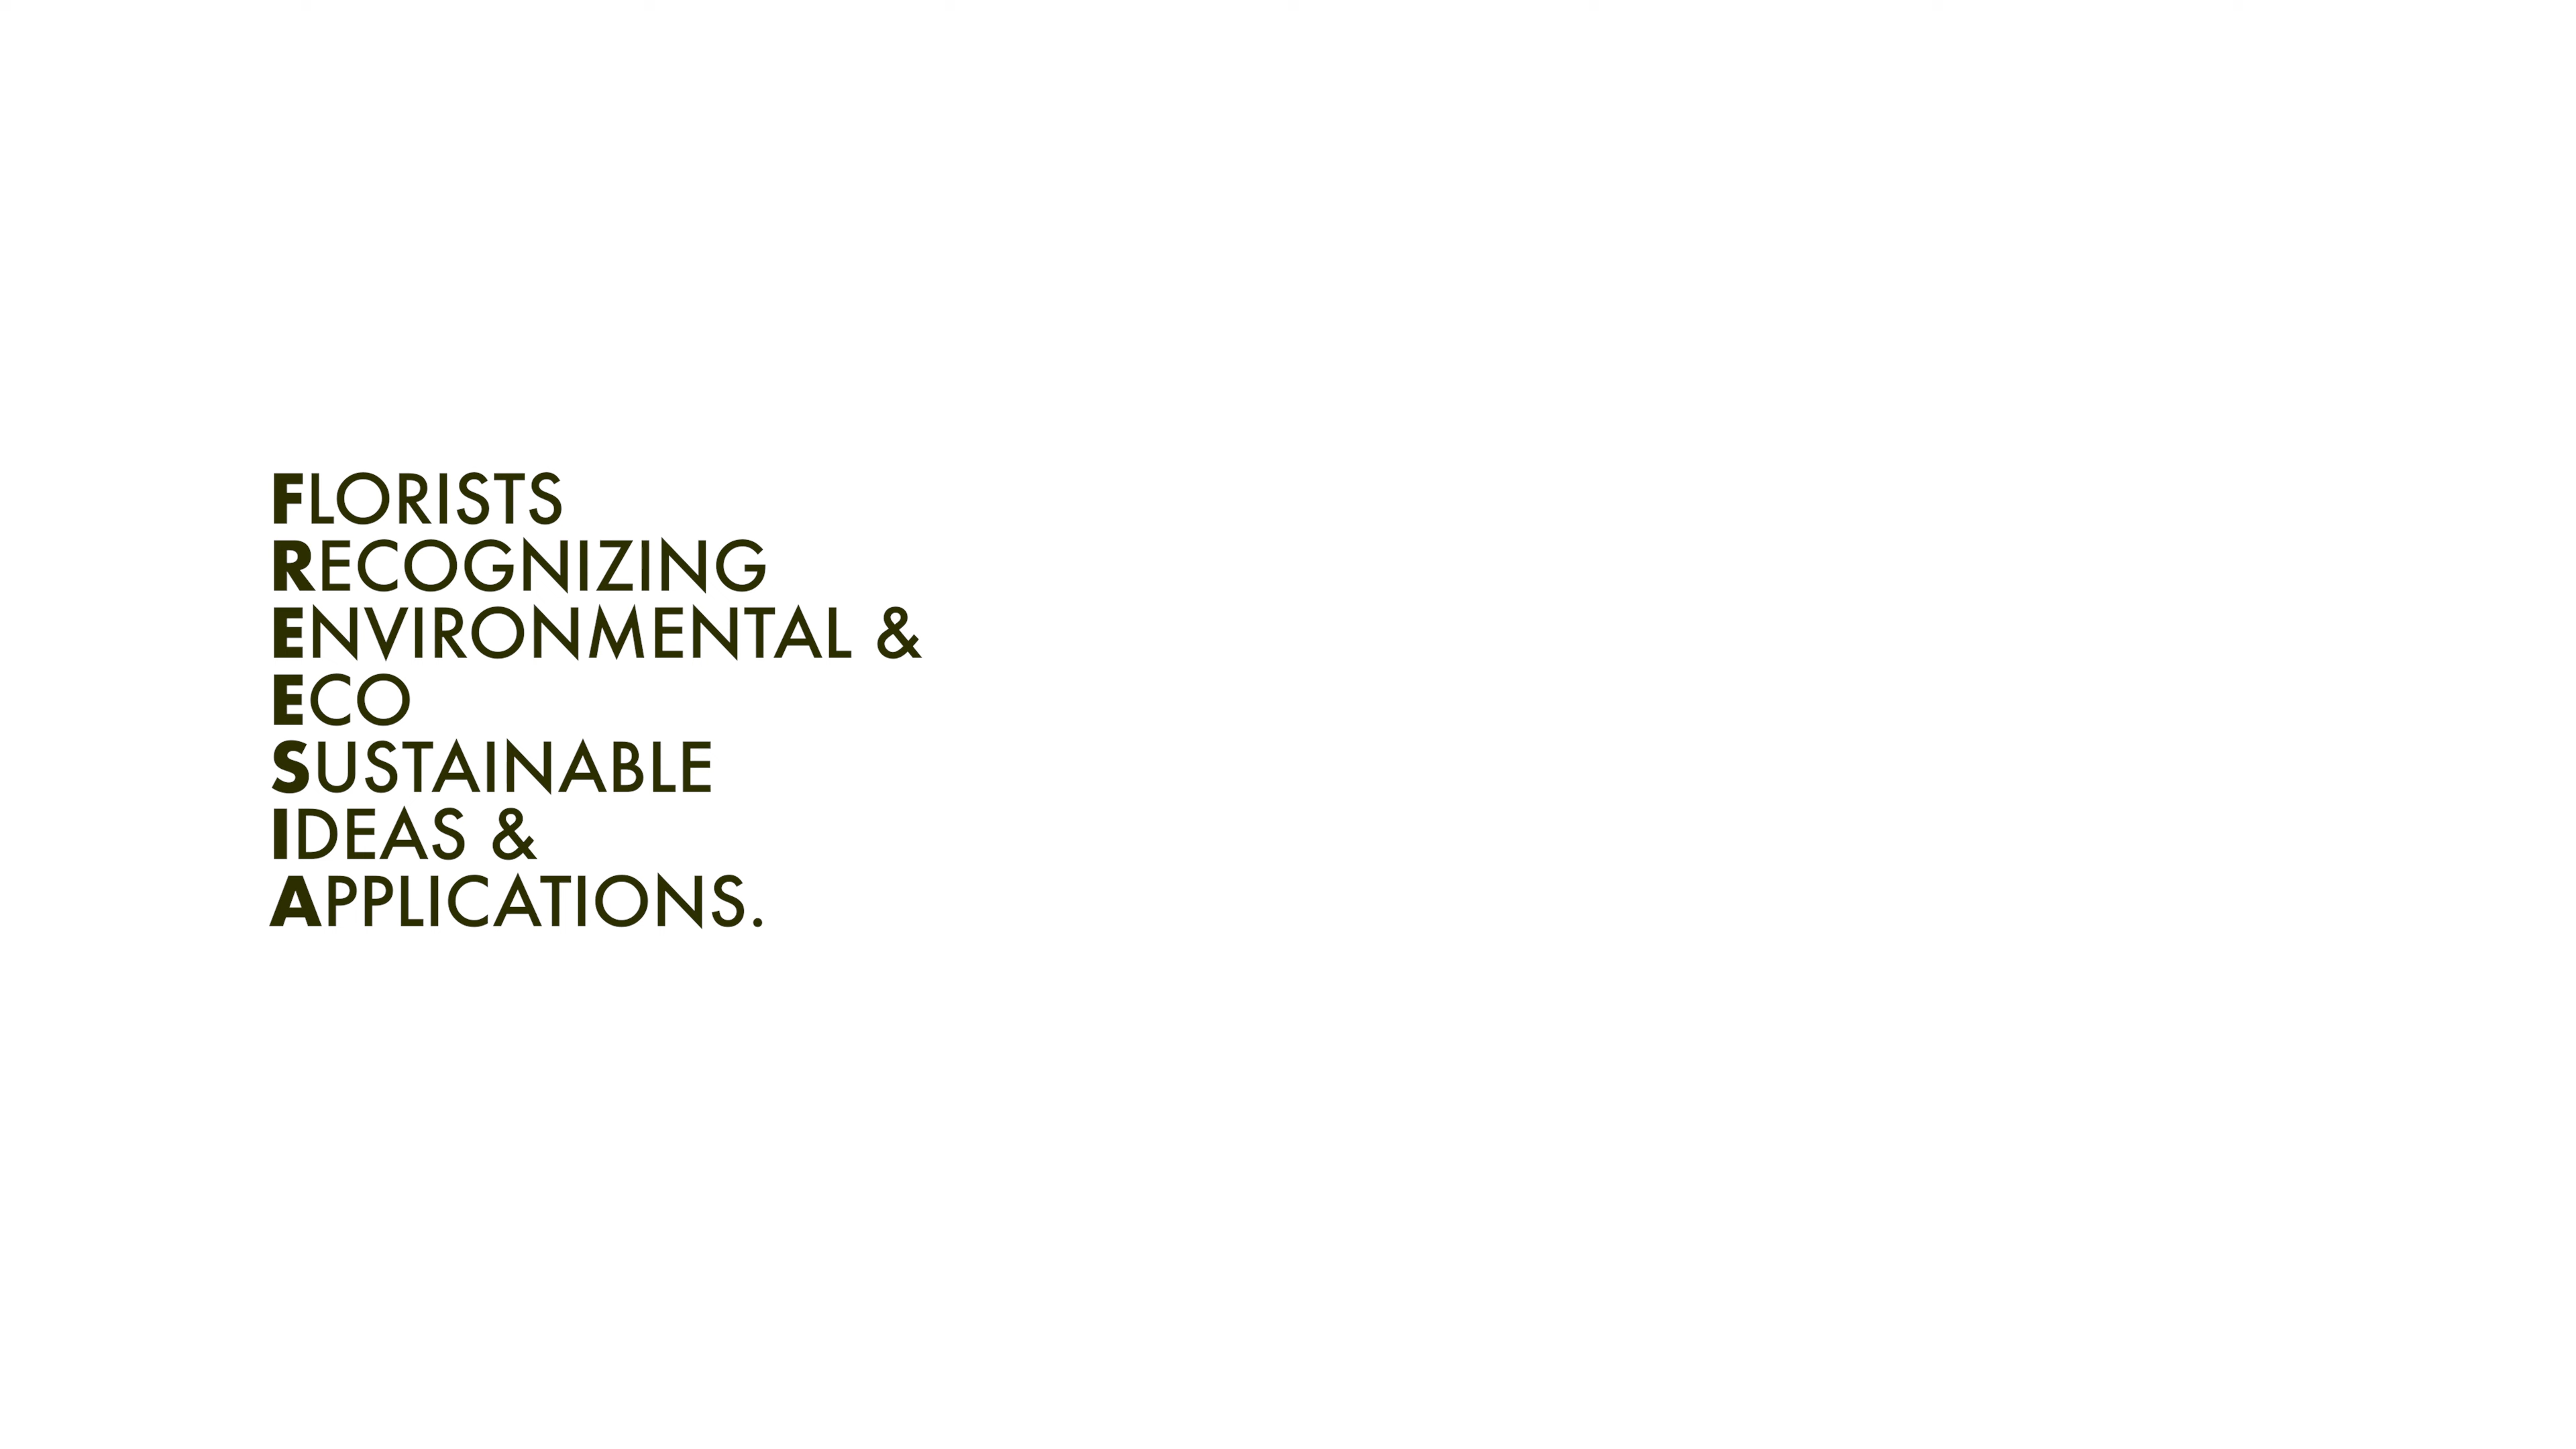 FLORISTS
RECOGNIZING
ENVIRONMENTAL &
ECO
SUSTAINABLE
IDEAS &
APPLICATIONS.